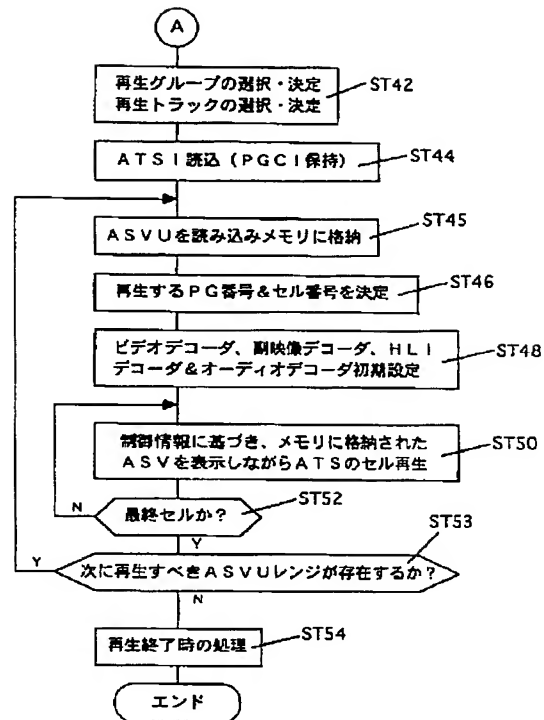 A
再生グループの選択・決定
再生トラックの選択・決定
ST42
ATSI読込（PGCI保持）
ST44
ASVUを読み込みメモリに格納
ST45
再生するPG番号&セル番号を決定
ST46
ビデオデコーダ、副映像デコーダ、HLI
デコーダ&オーディオデコーダ初期設定
ST48
制御情報に基づき、メモリに格納された
ASVを表示しながらATSのセル再生
ST50
最終セルか？
ST52
N
Y
次に再生すべきASVUレンジが存在するか？
ST53
Y
N
再生終了時の処理
ST54
エンド